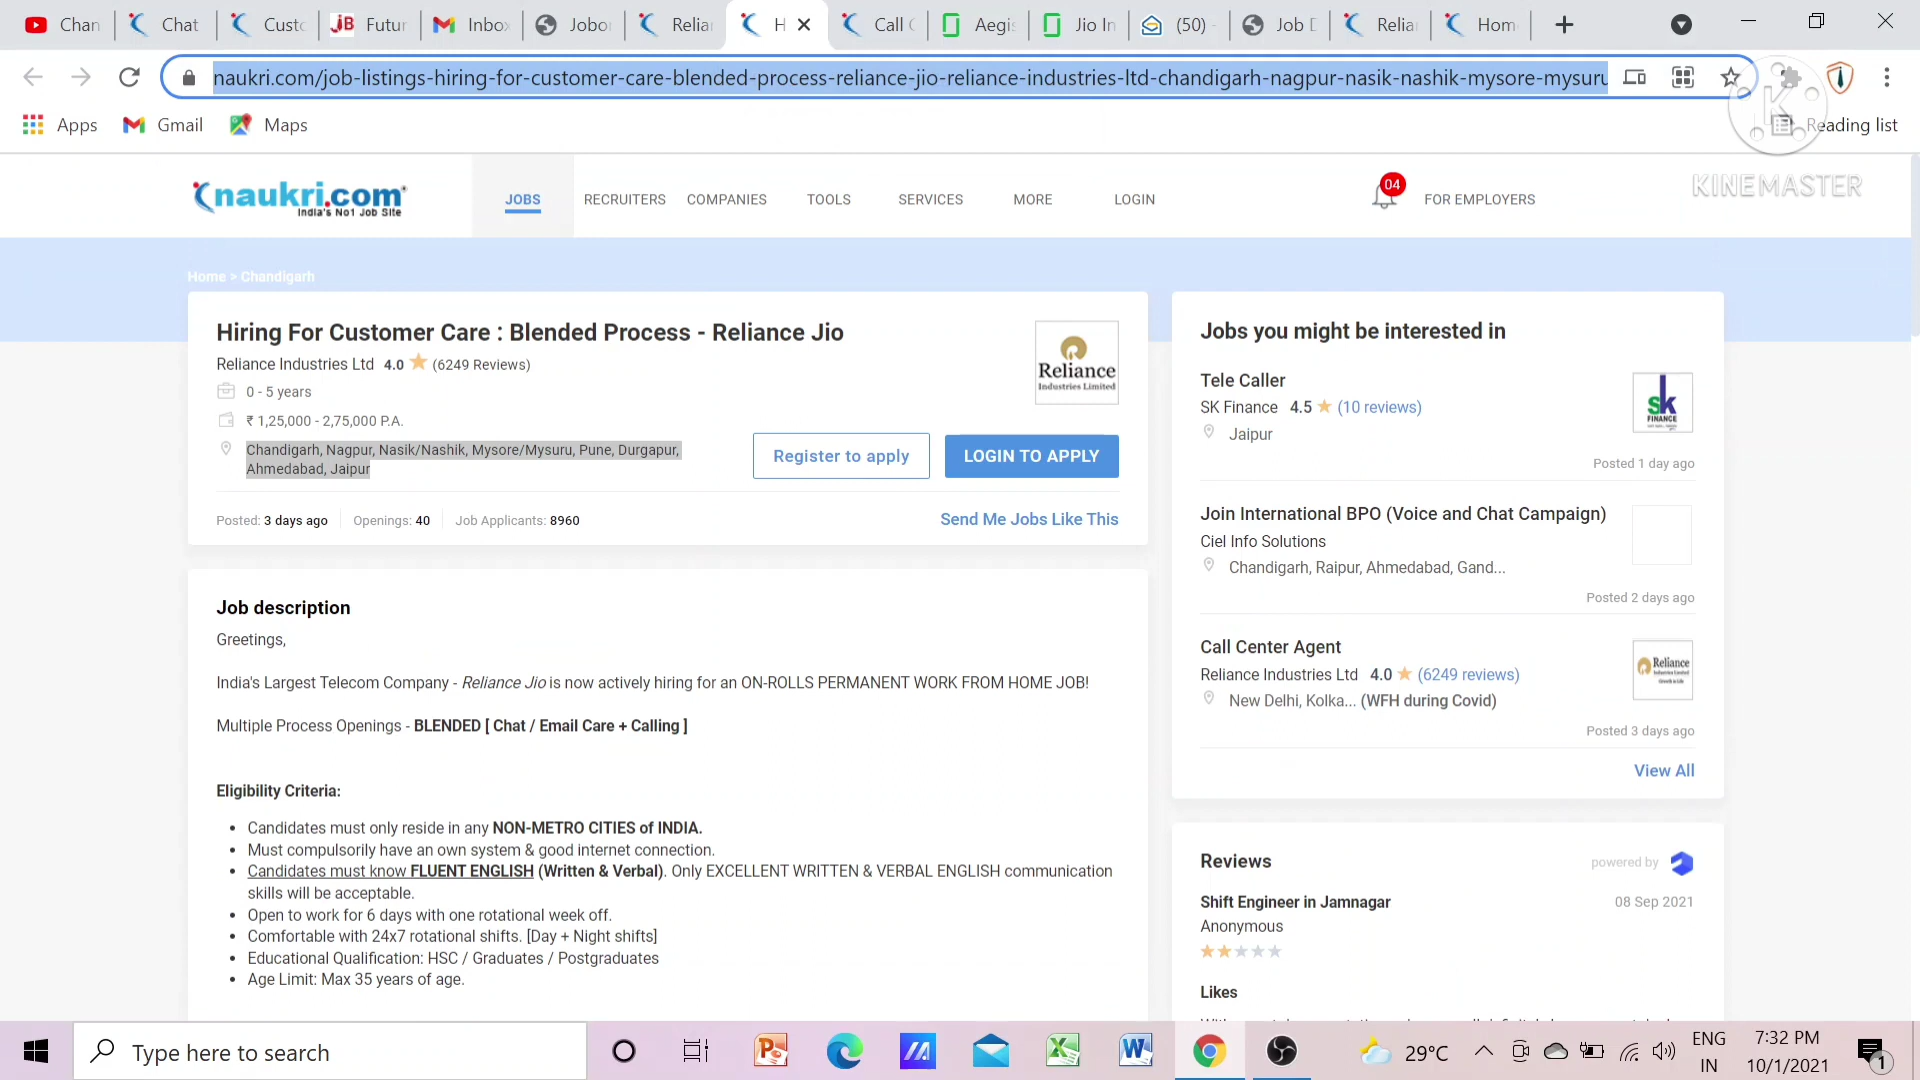 Chan
Chat
Custo
JB Futur
Inbox
Jobo
Relian
H
Call C
Aegis
Jio In
(50) -
Job D
Relia
Home
naukri.com/job-listings-hiring-for-customer-care-blended-process-reliance-jio-reliance-industries-ltd-chandigarh-nagpur-nasik-nashik-mysore-mysuru
Apps
Gmail
Maps
Reading list
K
KINEMASTER
naukri.com
India's No1 Job Site
JOBS
RECRUITERS
COMPANIES
TOOLS
SERVICES
MORE
LOGIN
04
FOR EMPLOYERS
Home > Chandigarh
Hiring For Customer Care : Blended Process - Reliance Jio
Reliance Industries Ltd 4.0 (6249 Reviews)
0 - 5 years
₹ 1,25,000 - 2,75,000 P.A.
Chandigarh, Nagpur, Nasik/Nashik, Mysore/Mysuru, Pune, Durgapur,
Ahmedabad, Jaipur
Reliance
Industries Limited
Register to apply
LOGIN TO APPLY
Posted: 3 days ago
Openings: 40
Job Applicants: 8960
Send Me Jobs Like This
Job description
Greetings,
India's Largest Telecom Company - Reliance Jio is now actively hiring for an ON-ROLLS PERMANENT WORK FROM HOME JOB!
Multiple Process Openings - BLENDED [ Chat / Email Care + Calling ]
Eligibility Criteria:
• Candidates must only reside in any NON-METRO CITIES of INDIA.
• Must compulsorily have an own system & good internet connection.
• Candidates must know FLUENT ENGLISH (Written & Verbal). Only EXCELLENT WRITTEN & VERBAL ENGLISH communication
skills will be acceptable.
• Open to work for 6 days with one rotational week off.
• Comfortable with 24x7 rotational shifts. [Day + Night shifts]
• Educational Qualification: HSC / Graduates / Postgraduates
• Age Limit: Max 35 years of age.
Jobs you might be interested in
Tele Caller
SK Finance 4.5 (10 reviews)
Jaipur
SK
FINANCE
Posted 1 day ago
Join International BPO (Voice and Chat Campaign)
Ciel Info Solutions
Chandigarh, Raipur, Ahmedabad, Gand...
Posted 2 days ago
Call Center Agent
Reliance Industries Ltd 4.0 (6249 reviews)
New Delhi, Kolka... (WFH during Covid)
Reliance
Posted 3 days ago
View All
Reviews
powered by
Shift Engineer in Jamnagar
08 Sep 2021
Anonymous
Likes
Type here to search
29°C
ENG
IN
7:32 PM
10/1/2021
1